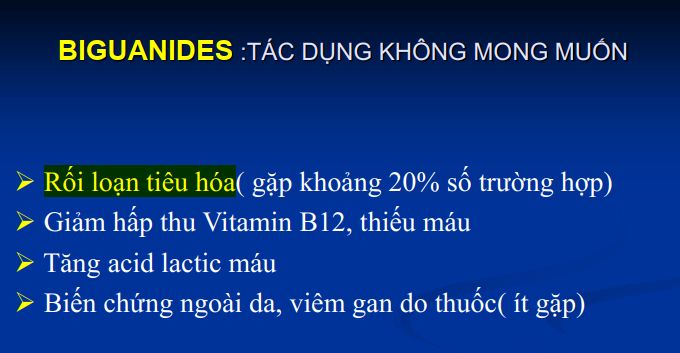 BIGUANIDES :TÁC DỤNG KHÔNG MONG MUỐN
Rối loạn tiêu hóa( gặp khoảng 20% số trường hợp)
Giảm hấp thu Vitamin B12, thiếu máu
Tăng acid lactic máu
Biến chứng ngoài da, viêm gan do thuốc( ít gặp)